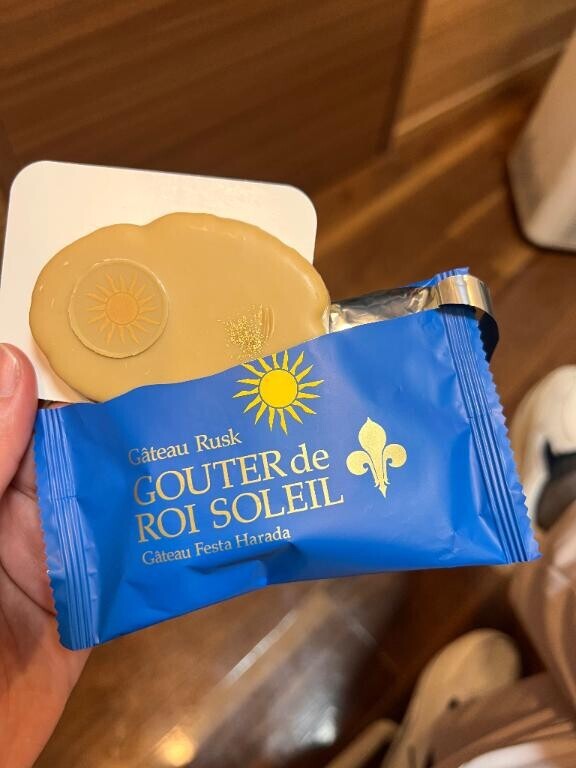 Gâteau Rusk
GOUTER de
ROI SOLEIL
Gâteau Festa Harada